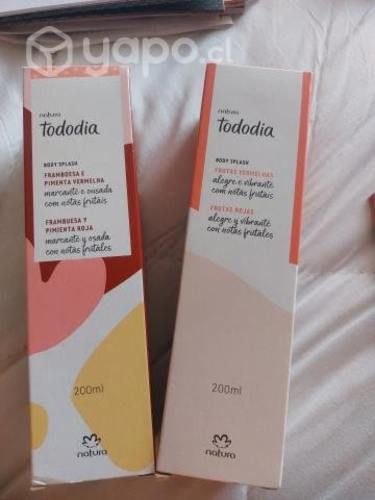 yapo.cl
natura
tododia
BODY SPLASH
FRAMBOESA E
PIMENTA VERMELHA
marcante e ousada
com notas frutais
FRAMBUESA Y
PIMIENTA ROJA
marcante y osada
con notas frutales
200ml
natura
natura
tododia
BODY SPLASH
FRUTAS VERMELHAS
alegre e vibrante
com notas frutais
FRUTAS ROJAS
alegre y vibrante
con notas frutales
200ml
natura